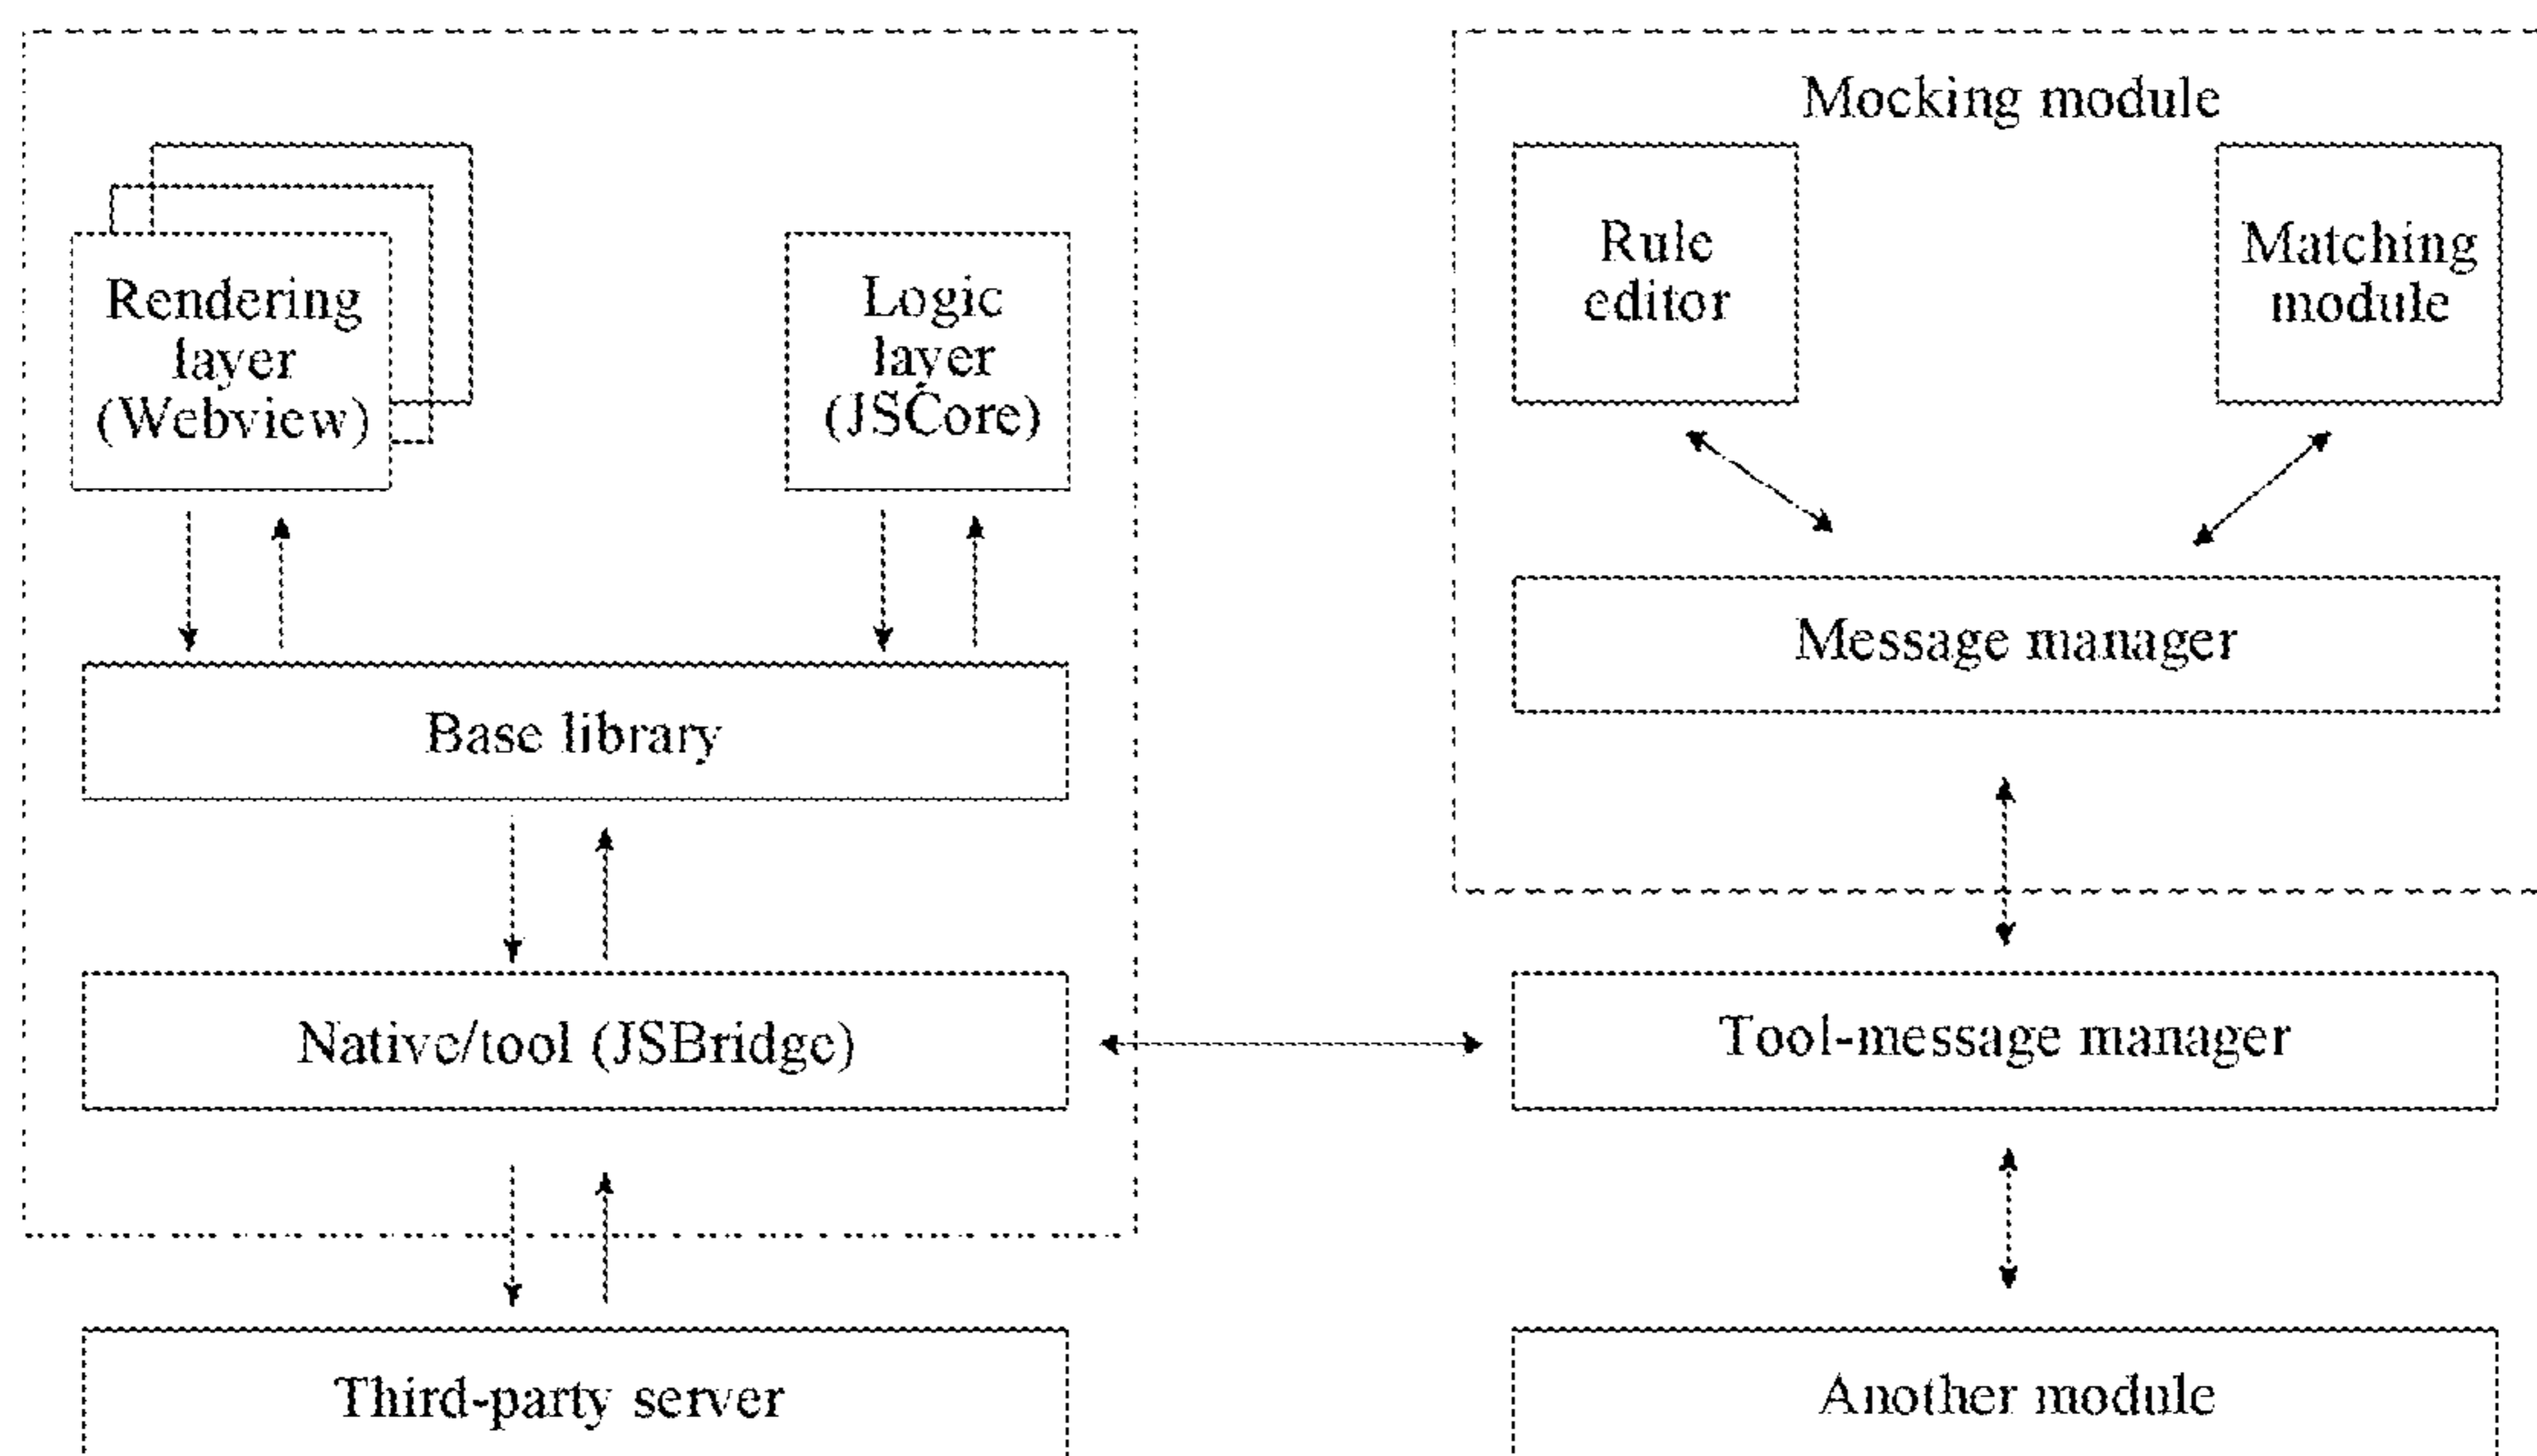 Mocking module
Rendering
layer
(Webview)
Logic
layer
(JSCore)
Rule
editor
Matching
module
Message manager
Base library
Native/tool (JSBridge)
Tool-message manager
Third-party server
Another module